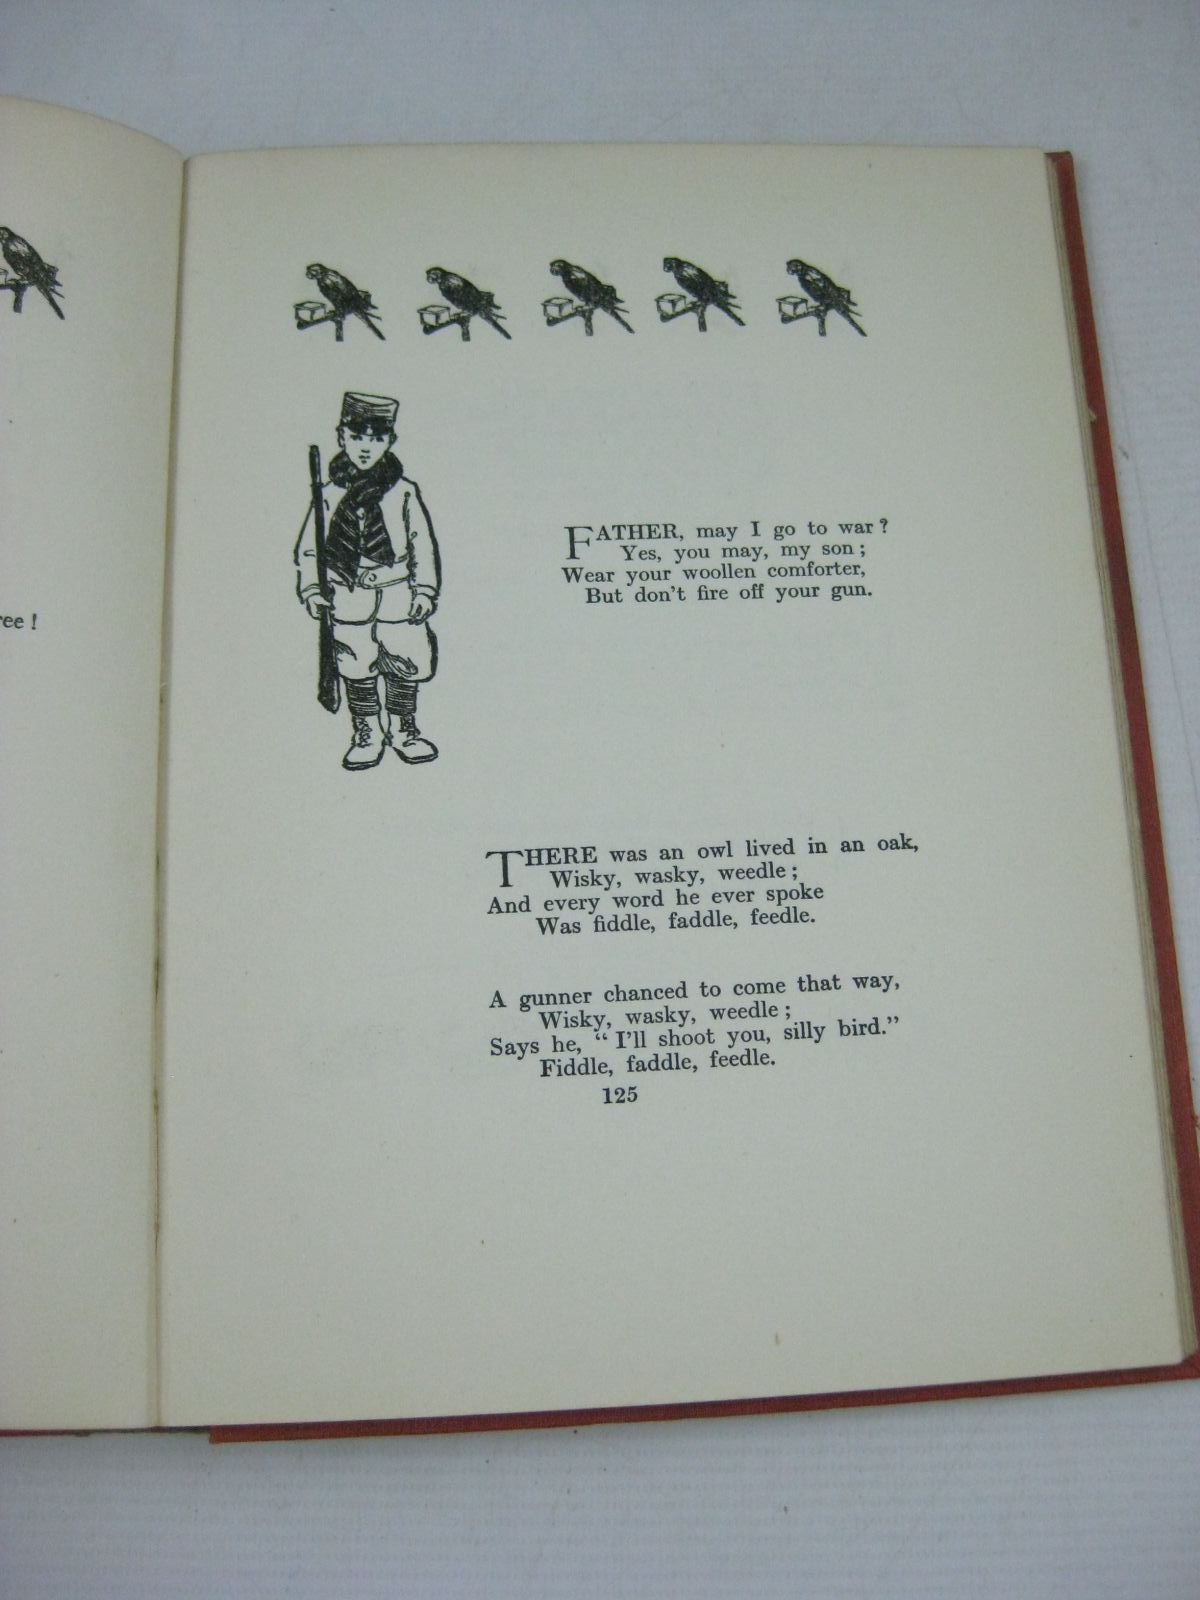 ree !
FATHER, may I go to war ?
Yes, you may, my son ;
Wear your woollen comforter,
But don't fire off your gun.
THERE was an owl lived in an oak,
Wisky, wasky, weedle ;
And every word he ever spoke
Was fiddle, faddle, feedle.
A gunner chanced to come that way,
Wisky, wasky, weedle ;
Says he, “ I'll shoot you, silly bird.”
Fiddle, faddle, feedle.
125